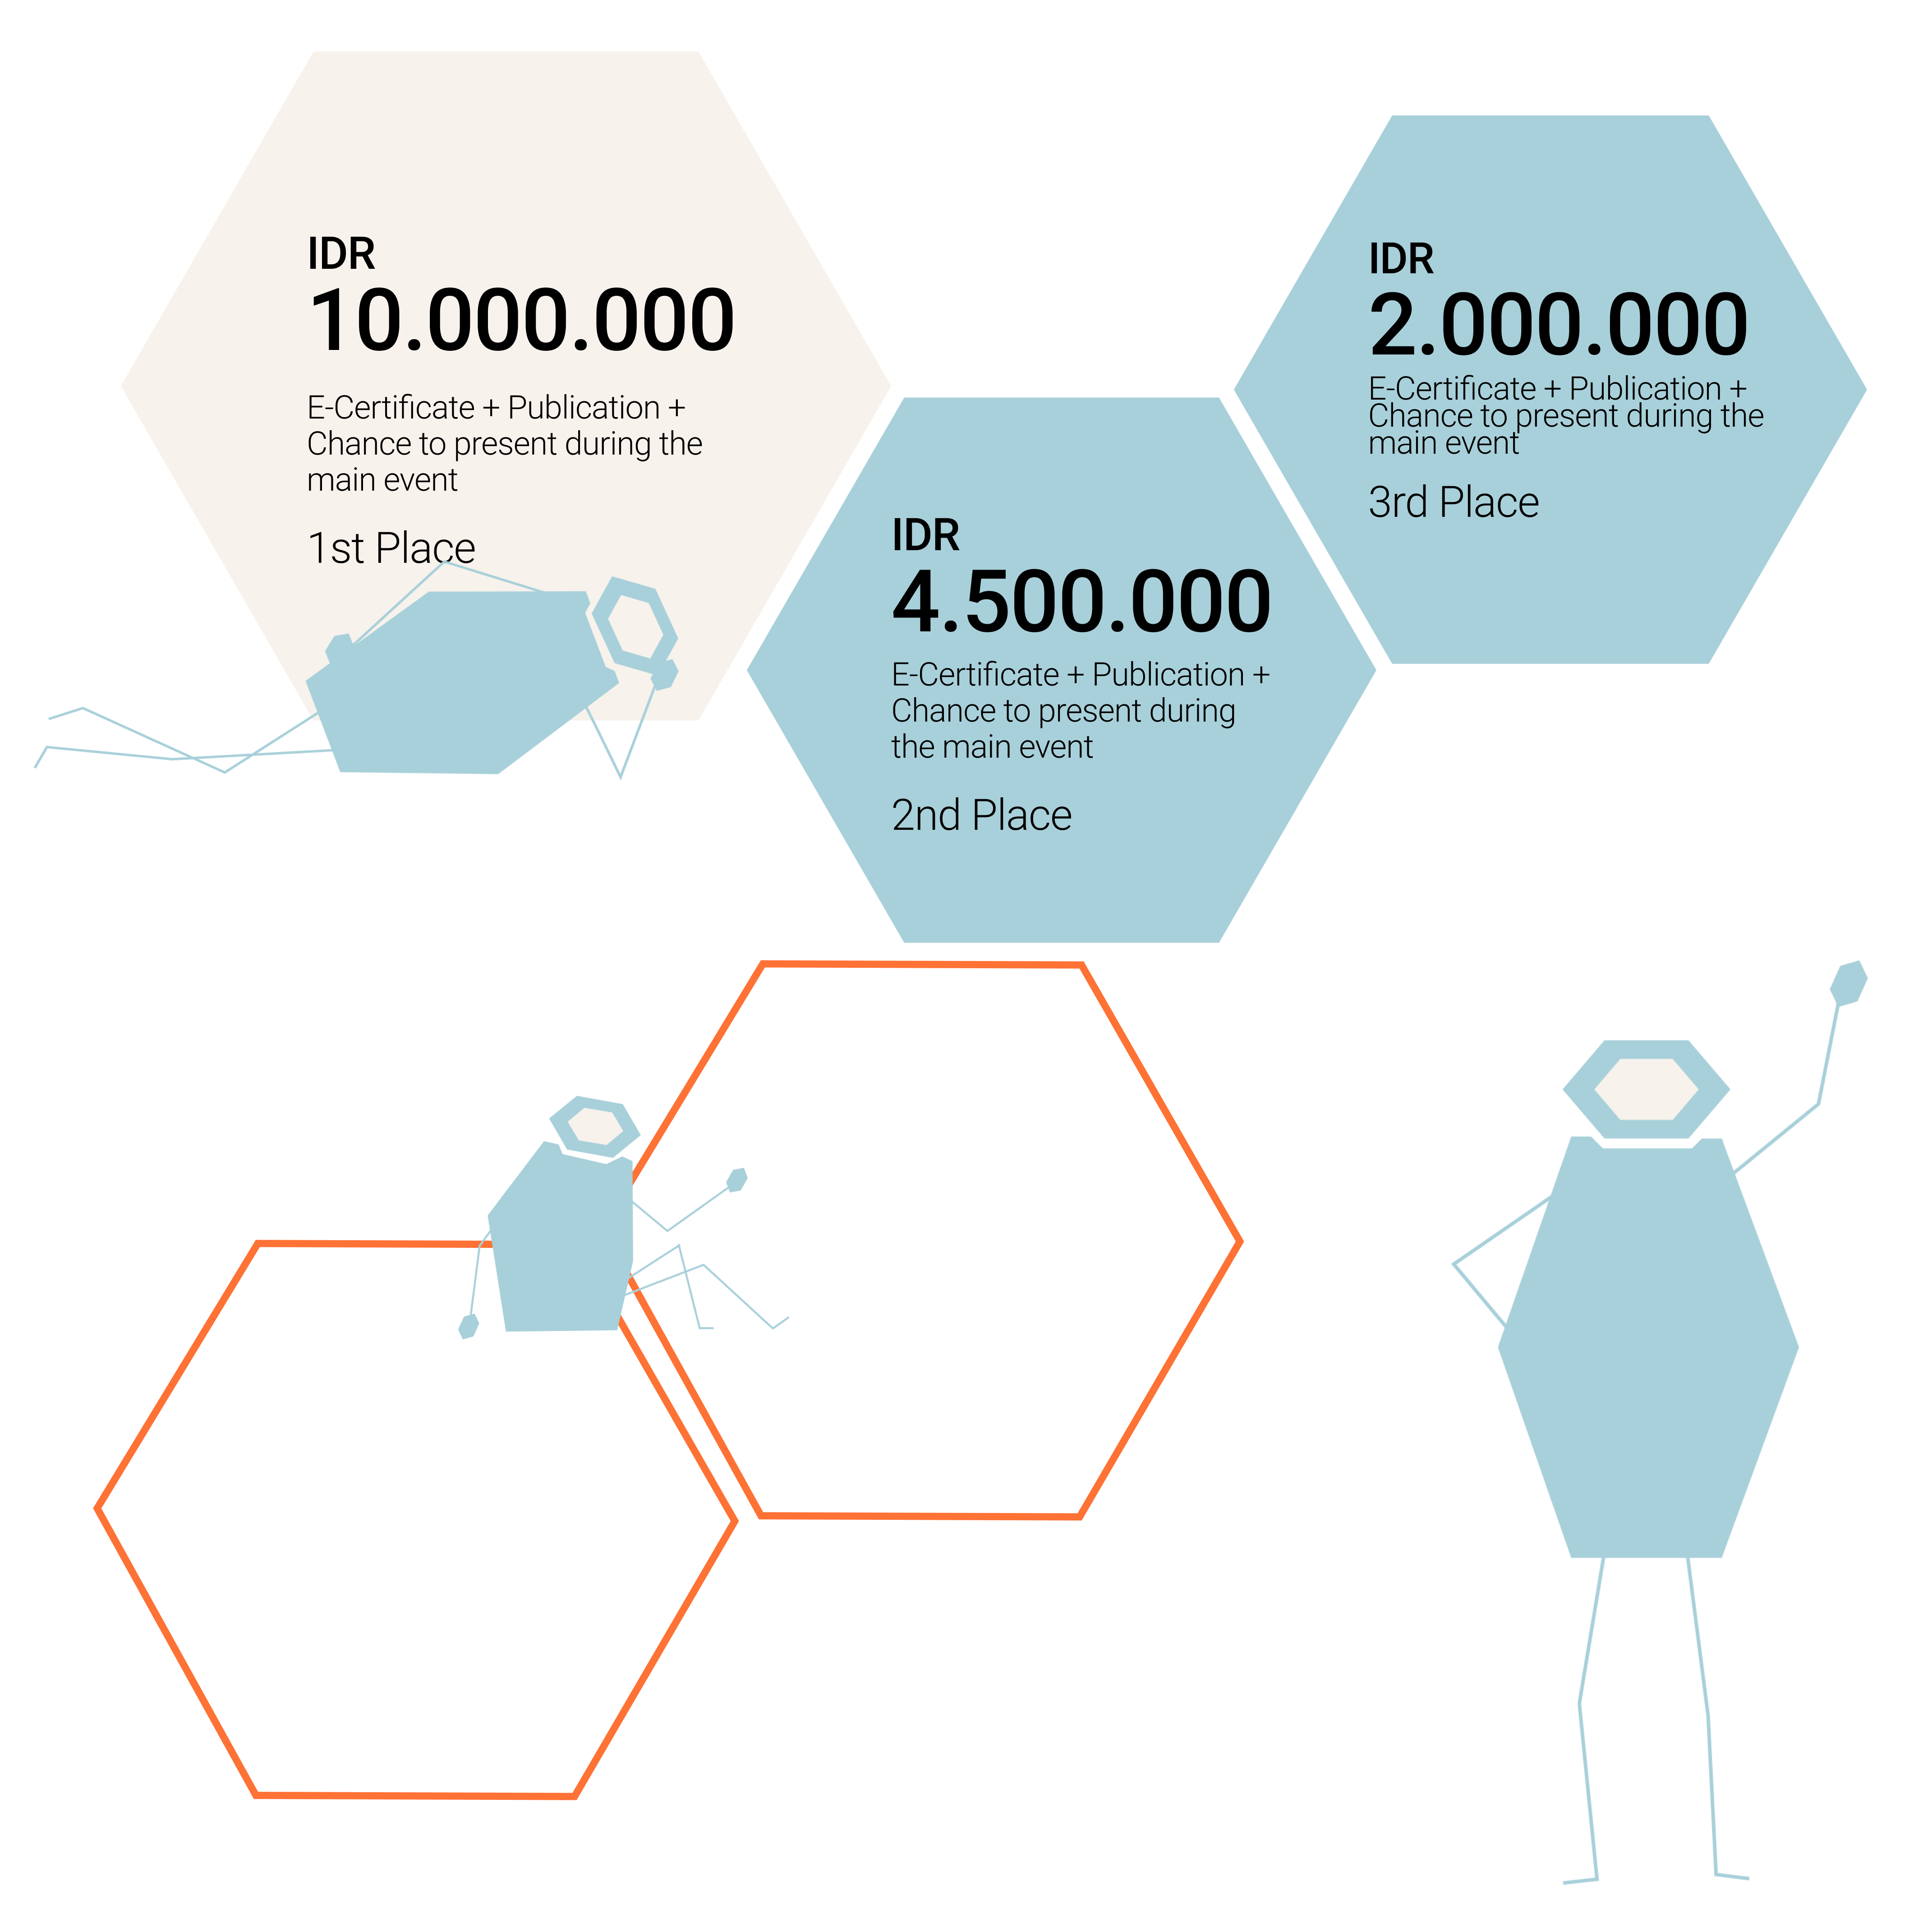 IDR
10.000.000
E-Certificate + Publication +
Chance to present during the
main event
1st Place
IDR
4.500.000
E-Certificate + Publication +
Chance to present during
the main event
2nd Place
IDR
2.000.000
E-Certificate + Publication +
Chance to present during the
main event
3rd Place